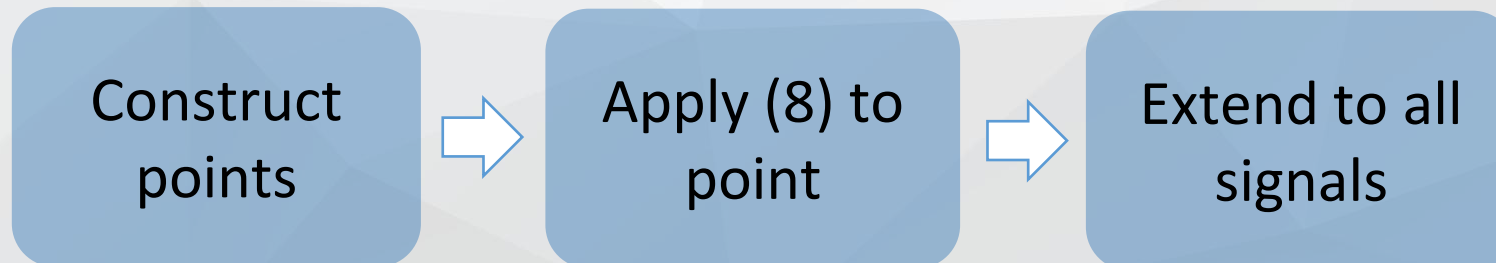 Construct
points
Apply (8) to
point
Extend to all
signals